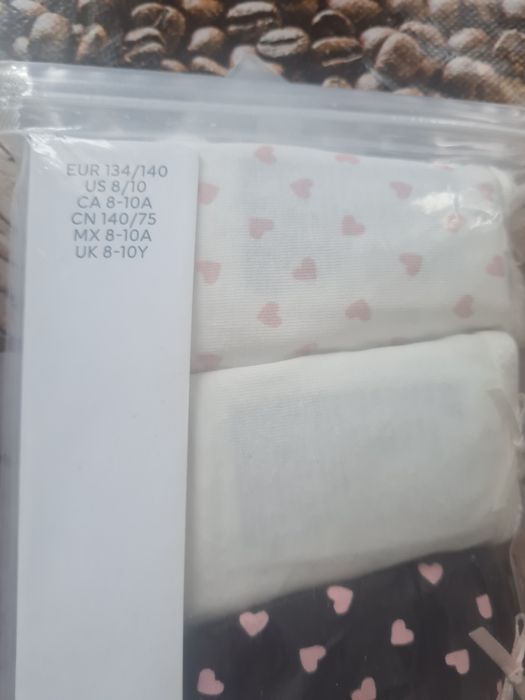 EUR 134/140
US 8/10
CA 8-10A
CN 140/75
MX 8-10A
UK 8-10Y